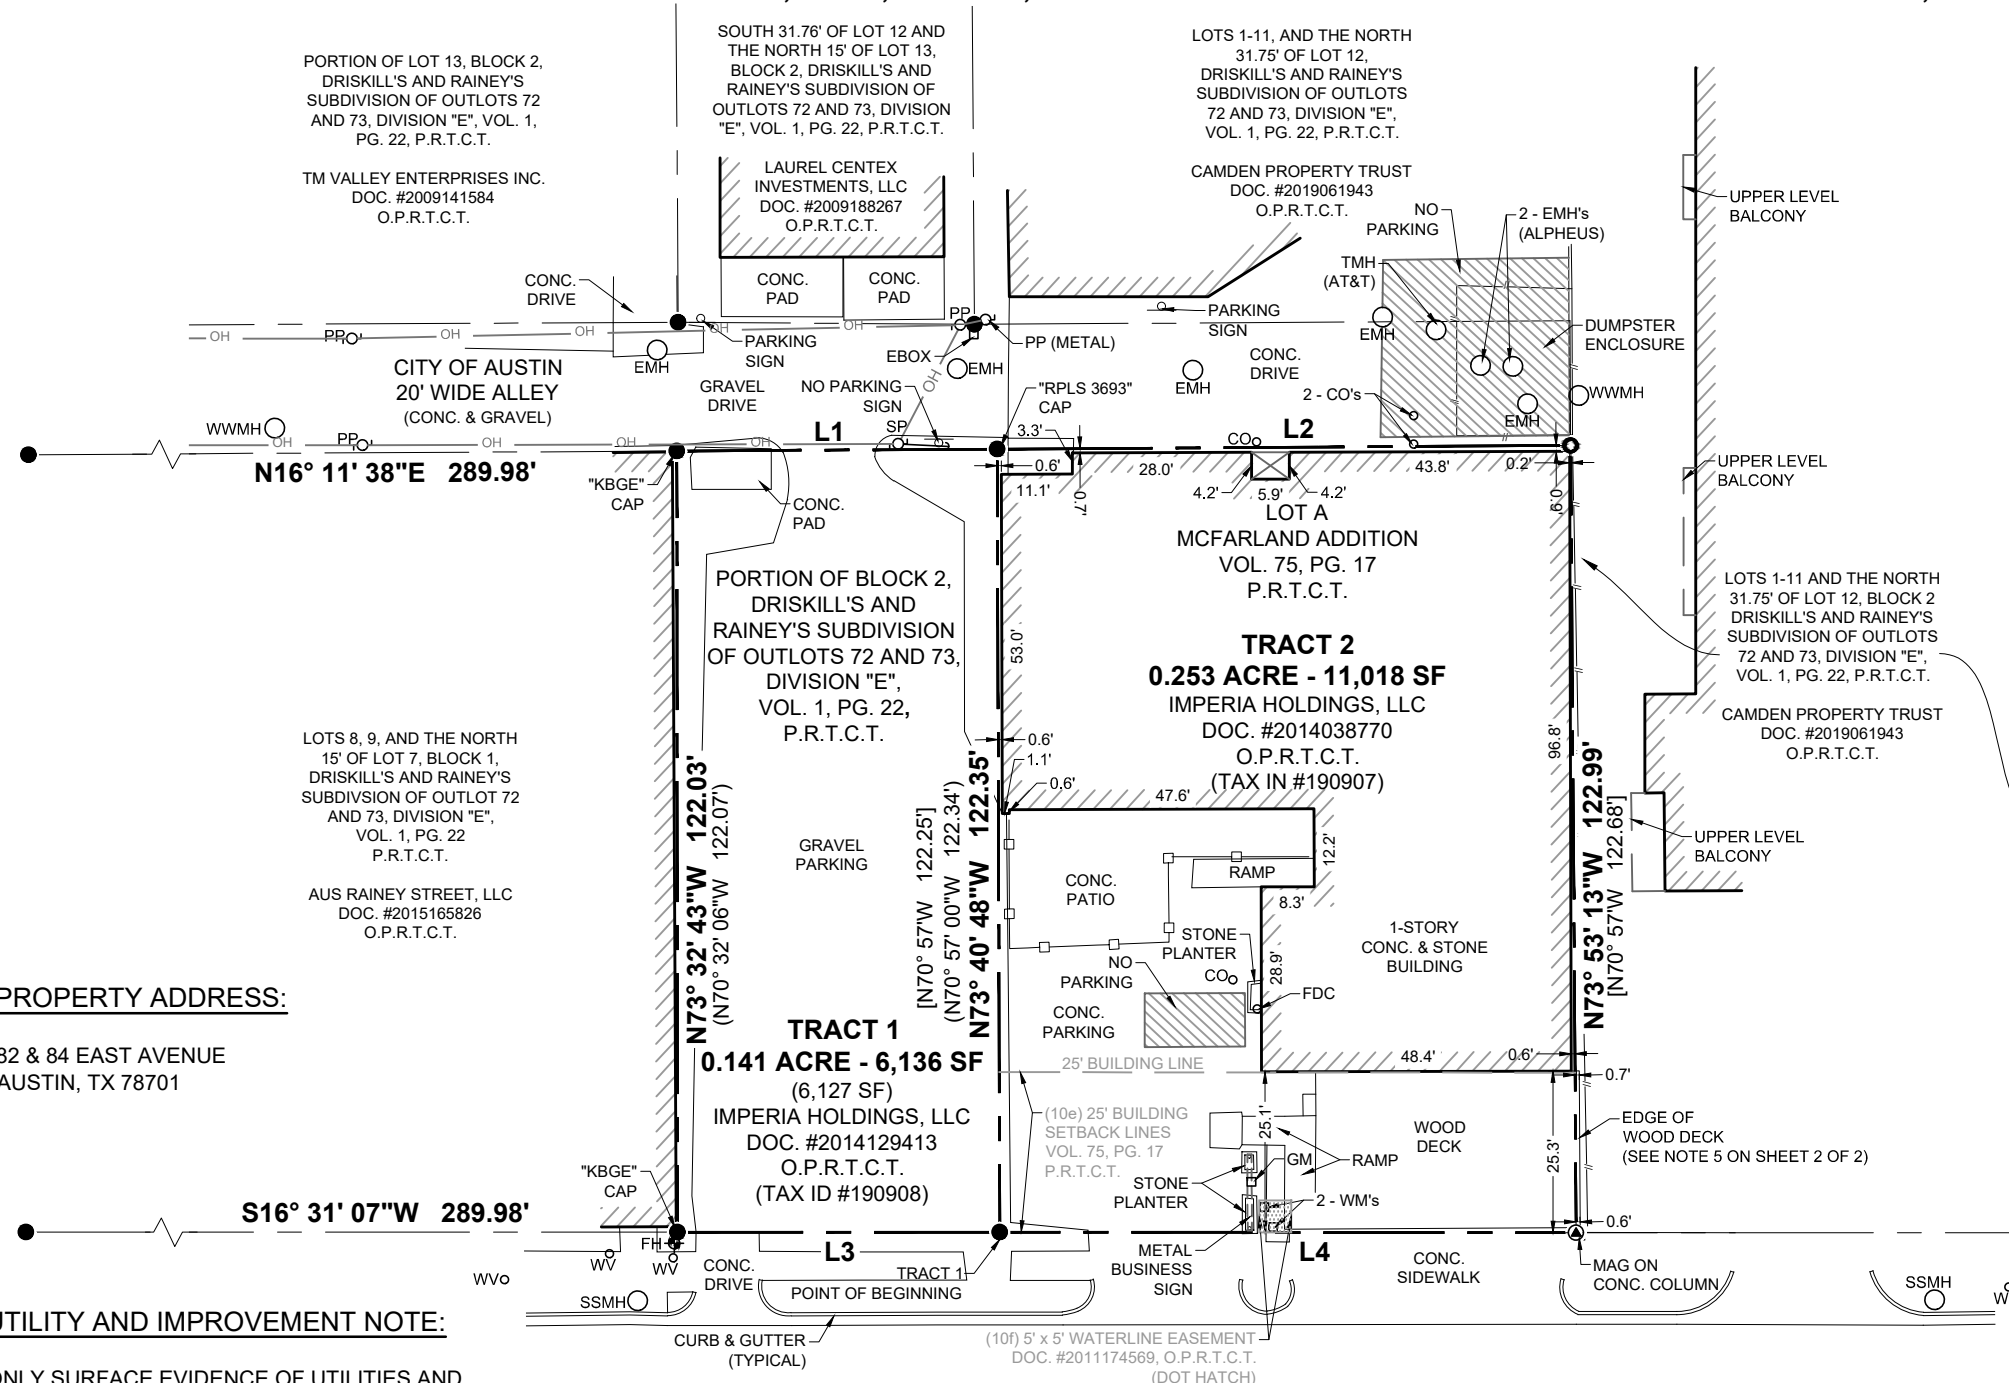 PORTION OF LOT 13, BLOCK 2,
DRISKILL'S AND RAINEY'S
SUBDIVISION OF OUTLOTS 72
AND 73, DIVISION "E", VOL. 1,
PG. 22, P.R.T.C.T.
TM VALLEY ENTERPRISES INC.
DOC. #2009141584
O.P.R.T.C.T.
SOUTH 31.76' OF LOT 12 AND
THE NORTH 15' OF LOT 13,
BLOCK 2, DRISKILL'S AND
RAINEY'S SUBDIVISION OF
OUTLOTS 72 AND 73, DIVISION
"E", VOL. 1, PG. 22, P.R.T.C.T.
LAUREL CENTEX
INVESTMENTS, LLC
DOC. #2009188267
O.P.R.T.C.T.
LOTS 1-11, AND THE NORTH
31.75' OF LOT 12,
DRISKILL'S AND RAINEY'S
SUBDIVISION OF OUTLOTS
72 AND 73, DIVISION "E",
VOL. 1, PG. 22, P.R.T.C.T.
CAMDEN PROPERTY TRUST
DOC. #2019061943
O.P.R.T.C.T.
NO
PARKING
2 - EMH's
(ALPHEUS)
UPPER LEVEL
BALCONY
TMH
(AT&T)
CONC.
DRIVE
CONC.
PAD
CONC.
PAD
OH
OH
OH
OH
PP
PP
PARKING
SIGN
EMH
EBOX
PP (METAL)
EMH
OH
PARKING
SIGN
EMH
CONC.
DRIVE
EMH
DUMPSTER
ENCLOSURE
2 - CO's
EMH
WWMH
CITY OF AUSTIN
20' WIDE ALLEY
(CONC. & GRAVEL)
GRAVEL
DRIVE
NO PARKING
SIGN
SP
"RPLS 3693"
CAP
WWMH
OH
PP
OH
OH
OH
L1
3.3'
CO
L2
N16° 11' 38"E 289.98'
"KBGE"
CAP
CONC.
PAD
0.6'
11.1'
0.7'
28.0'
4.2'
5.9'
4.2'
43.8'
0.2'
0.9'
UPPER LEVEL
BALCONY
LOT A
MCFARLAND ADDITION
VOL. 75, PG. 17
P.R.T.C.T.
PORTION OF BLOCK 2,
DRISKILL'S AND
RAINEY'S SUBDIVISION
OF OUTLOTS 72 AND 73,
DIVISION "E",
VOL. 1, PG. 22,
P.R.T.C.T.
53.0'
TRACT 2
0.253 ACRE - 11,018 SF
IMPERIA HOLDINGS, LLC
DOC. #2014038770
O.P.R.T.C.T.
(TAX IN #190907)
96.8'
LOTS 1-11 AND THE NORTH
31.75' OF LOT 12, BLOCK 2
DRISKILL'S AND RAINEY'S
SUBDIVISION OF OUTLOTS
72 AND 73, DIVISION "E",
VOL. 1, PG. 22, P.R.T.C.T.
CAMDEN PROPERTY TRUST
DOC. #2019061943
O.P.R.T.C.T.
LOTS 8, 9, AND THE NORTH
15' OF LOT 7, BLOCK 1,
DRISKILL'S AND RAINEY'S
SUBDIVSION OF OUTLOT 72
AND 73, DIVISION "E",
VOL. 1, PG. 22
P.R.T.C.T.
AUS RAINEY STREET, LLC
DOC. #2015165826
O.P.R.T.C.T.
N73° 32' 43"W 122.03'
(N70° 32' 06"W 122.07')
GRAVEL
PARKING
[N70° 57'W 122.25']
(N70° 57' 00"W 122.34')
N73° 40' 48"W 122.35'
0.6'
1.1'
0.6'
47.6'
12.2'
RAMP
CONC.
PATIO
8.3'
STONE
PLANTER
NO
PARKING
CO
28.9'
FDC
CONC.
PARKING
1-STORY
CONC. & STONE
BUILDING
N73° 53' 13"W 122.99'
[N70° 57'W 122.68']
UPPER LEVEL
BALCONY
PROPERTY ADDRESS:
82 & 84 EAST AVENUE
AUSTIN, TX 78701
TRACT 1
0.141 ACRE - 6,136 SF
(6,127 SF)
IMPERIA HOLDINGS, LLC
DOC. #2014129413
O.P.R.T.C.T.
(TAX ID #190908)
25' BUILDING LINE
48.4'
0.6'
0.7'
(10e) 25' BUILDING
SETBACK LINES
VOL. 75, PG. 17
P.R.T.C.T.
25.1'
WOOD
DECK
25.3'
EDGE OF
WOOD DECK
(SEE NOTE 5 ON SHEET 2 OF 2)
GM
RAMP
STONE
PLANTER
2 - WM's
0.6'
"KBGE"
CAP
S16° 31' 07"W 289.98'
FH
WV
WV
WV
CONC.
DRIVE
L3
TRACT 1
POINT OF BEGINNING
METAL
BUSINESS
SIGN
L4
CONC.
SIDEWALK
MAG ON
CONC. COLUMN
SSMH
SSMH
CURB & GUTTER
(TYPICAL)
(10f) 5' x 5' WATERLINE EASEMENT
DOC. #2011174569, O.P.R.T.C.T.
(DOT HATCH)
UTILITY AND IMPROVEMENT NOTE:
ONLY SURFACE EVIDENCE OF UTILITIES AND